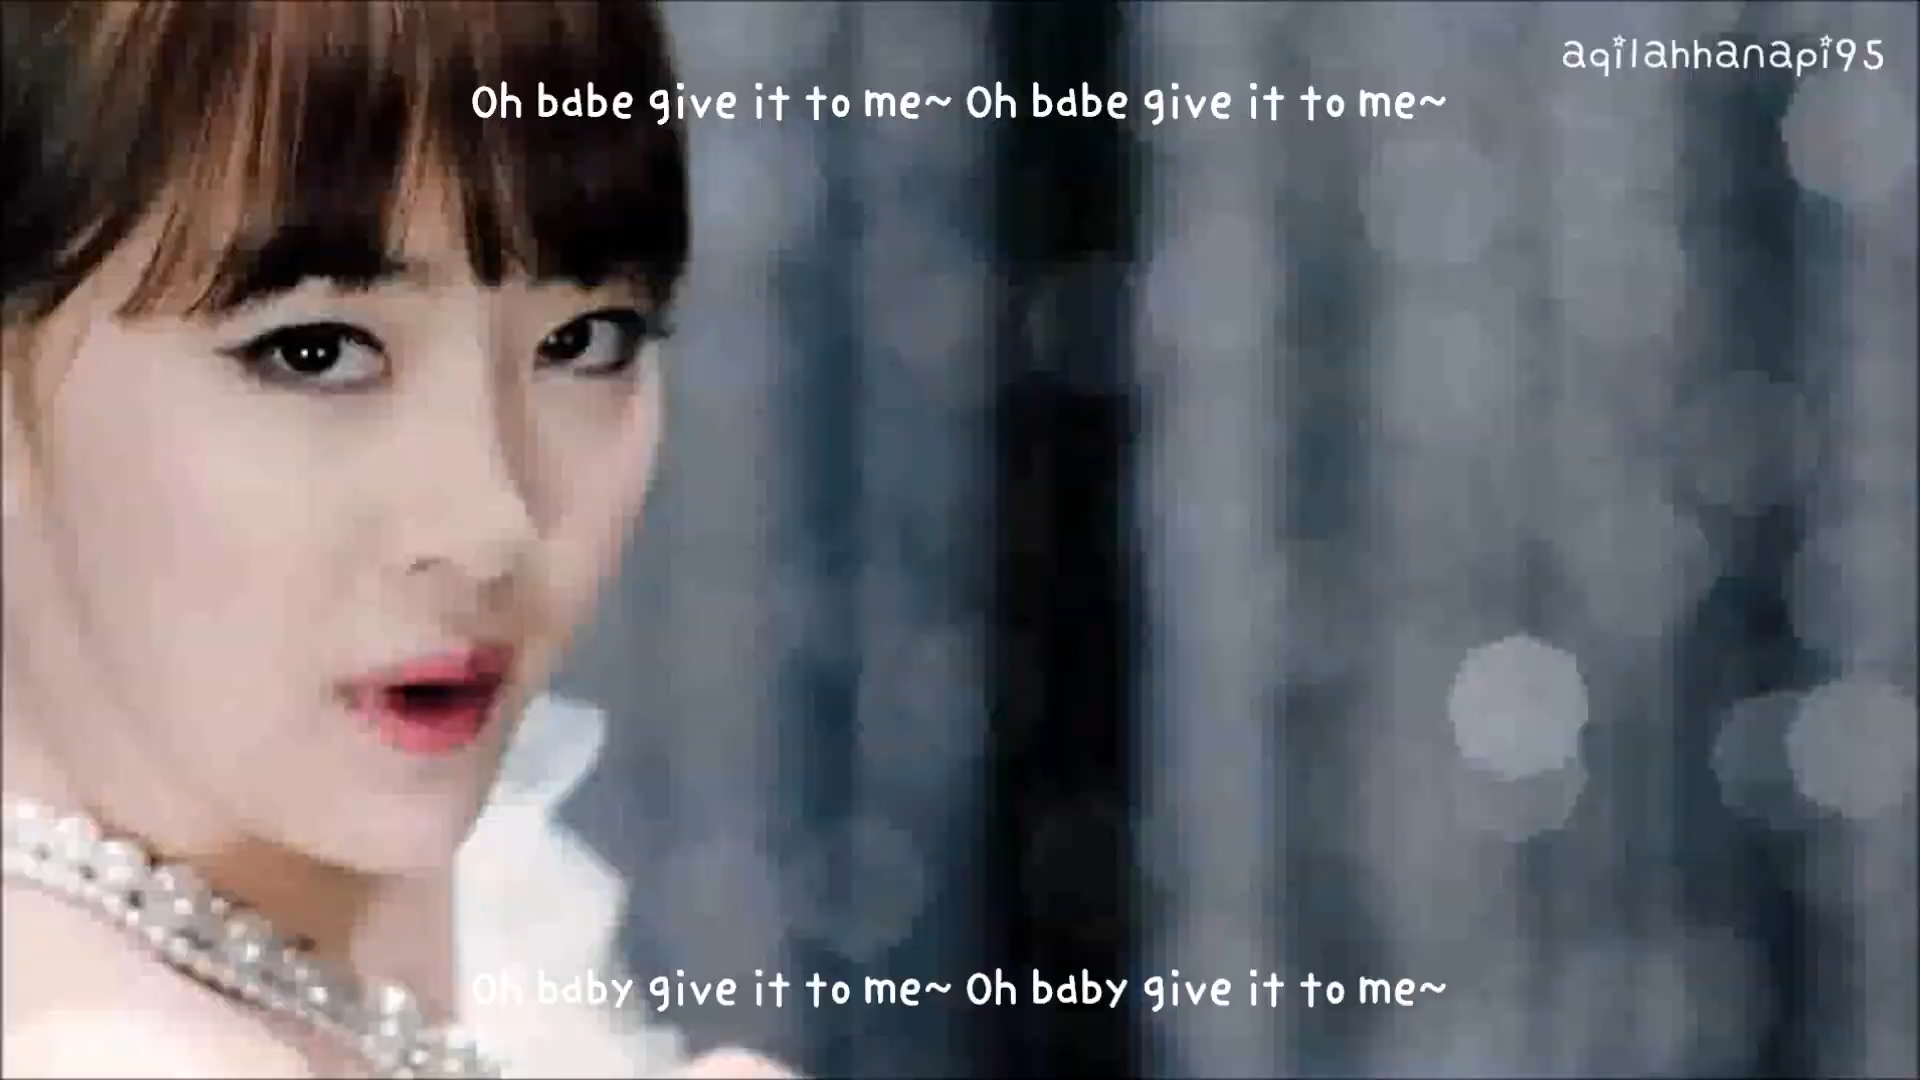 aqilahhanapi95
Oh babe give it to me~ Oh babe give it to me~
Oh baby give it to me~ Oh baby give it to me~